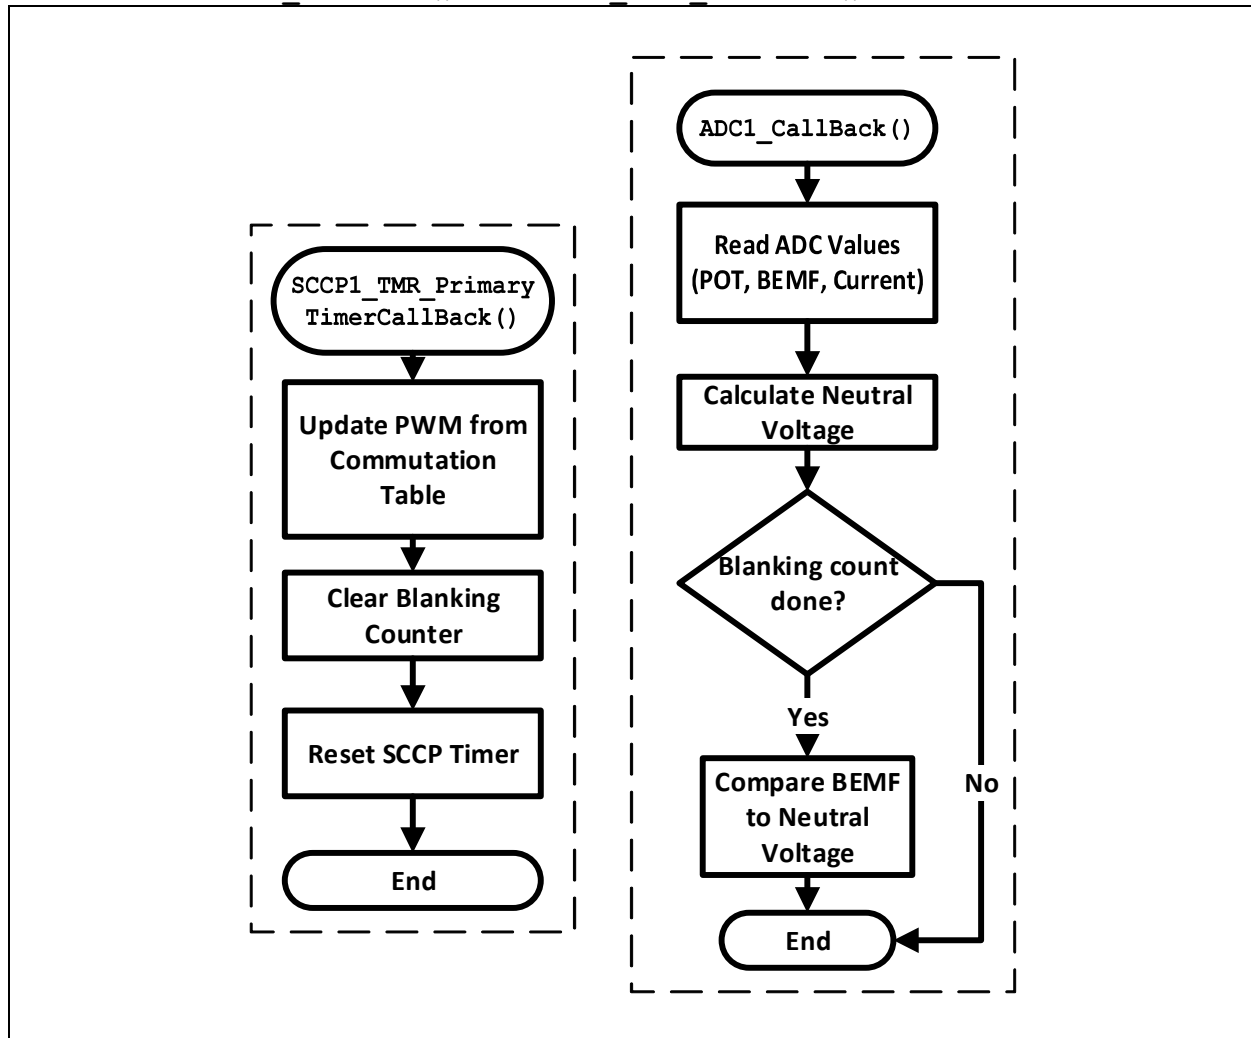 SCCP1_TMR_Primary
TimerCallBack()
Update PWM from
Commutation
Table
Clear Blanking
Counter
Reset SCCP Timer
End
ADC1_CallBack()
Read ADC Values
(POT, BEMF, Current)
Calculate Neutral
Voltage
Blanking count
done?
Yes
No
Compare BEMF
to Neutral
Voltage
End